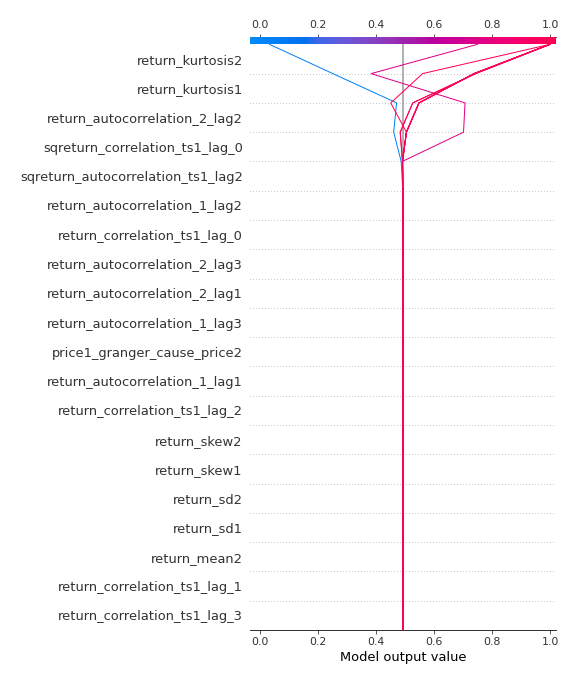 0.0 0.2 0.4 0.6 0.8 1.0
return_kurtosis2
return_kurtosis1
return_autocorrelation_2_lag2
sqreturn_correlation_ts1_lag_0
sqreturn_autocorrelation_ts1_lag2
return_autocorrelation_1_lag2
return_correlation_ts1_lag_0
return_autocorrelation_2_lag3
return_autocorrelation_2_lag1
return_autocorrelation_1_lag3
price1_granger_cause_price2
return_autocorrelation_1_lag1
return_correlation_ts1_lag_2
return_skew2
return_skew1
return_sd2
return_sd1
return_mean2
return_correlation_ts1_lag_1
return_correlation_ts1_lag_3
0.0 0.2 0.4 0.6 0.8 1.0
Model output value